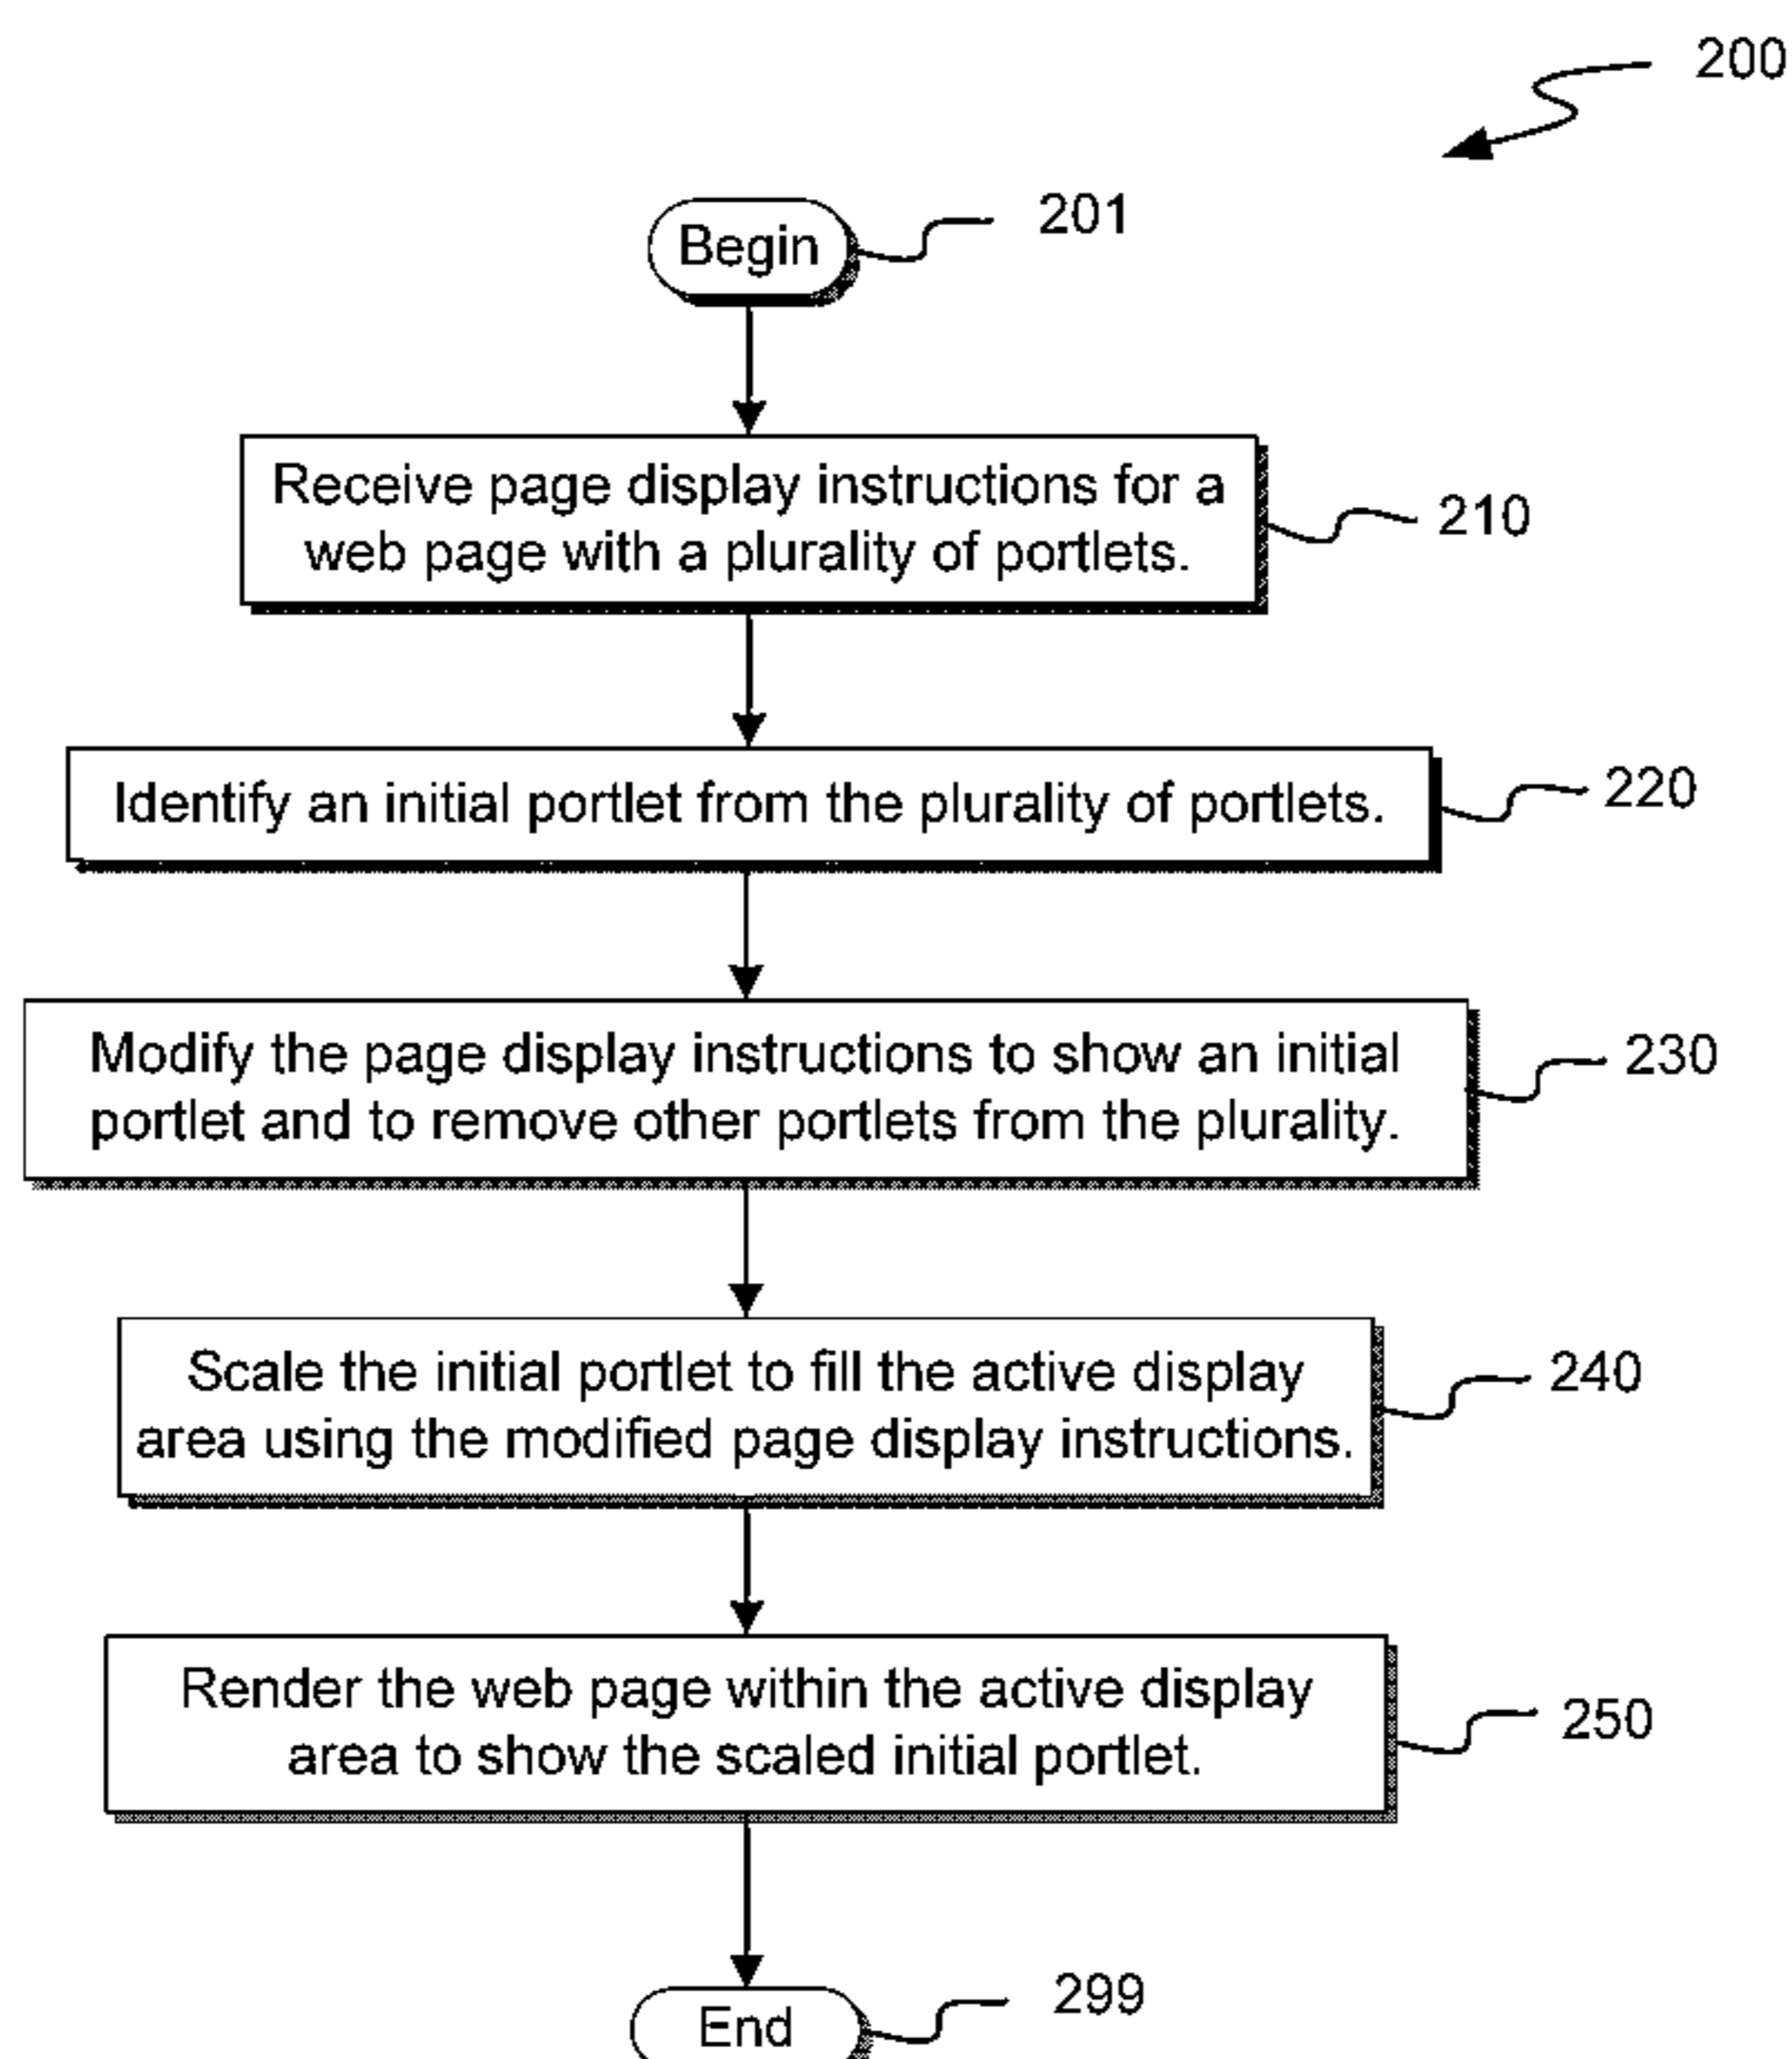 200
Begin
201
Receive page display instructions for a
web page with a plurality of portlets.
210
Identify an initial portlet from the plurality of portlets.
220
Modify the page display instructions to show an initial
portlet and to remove other portlets from the plurality.
230
Scale the initial portlet to fill the active display
area using the modified page display instructions.
240
Render the web page within the active display
area to show the scaled initial portlet.
250
End
299